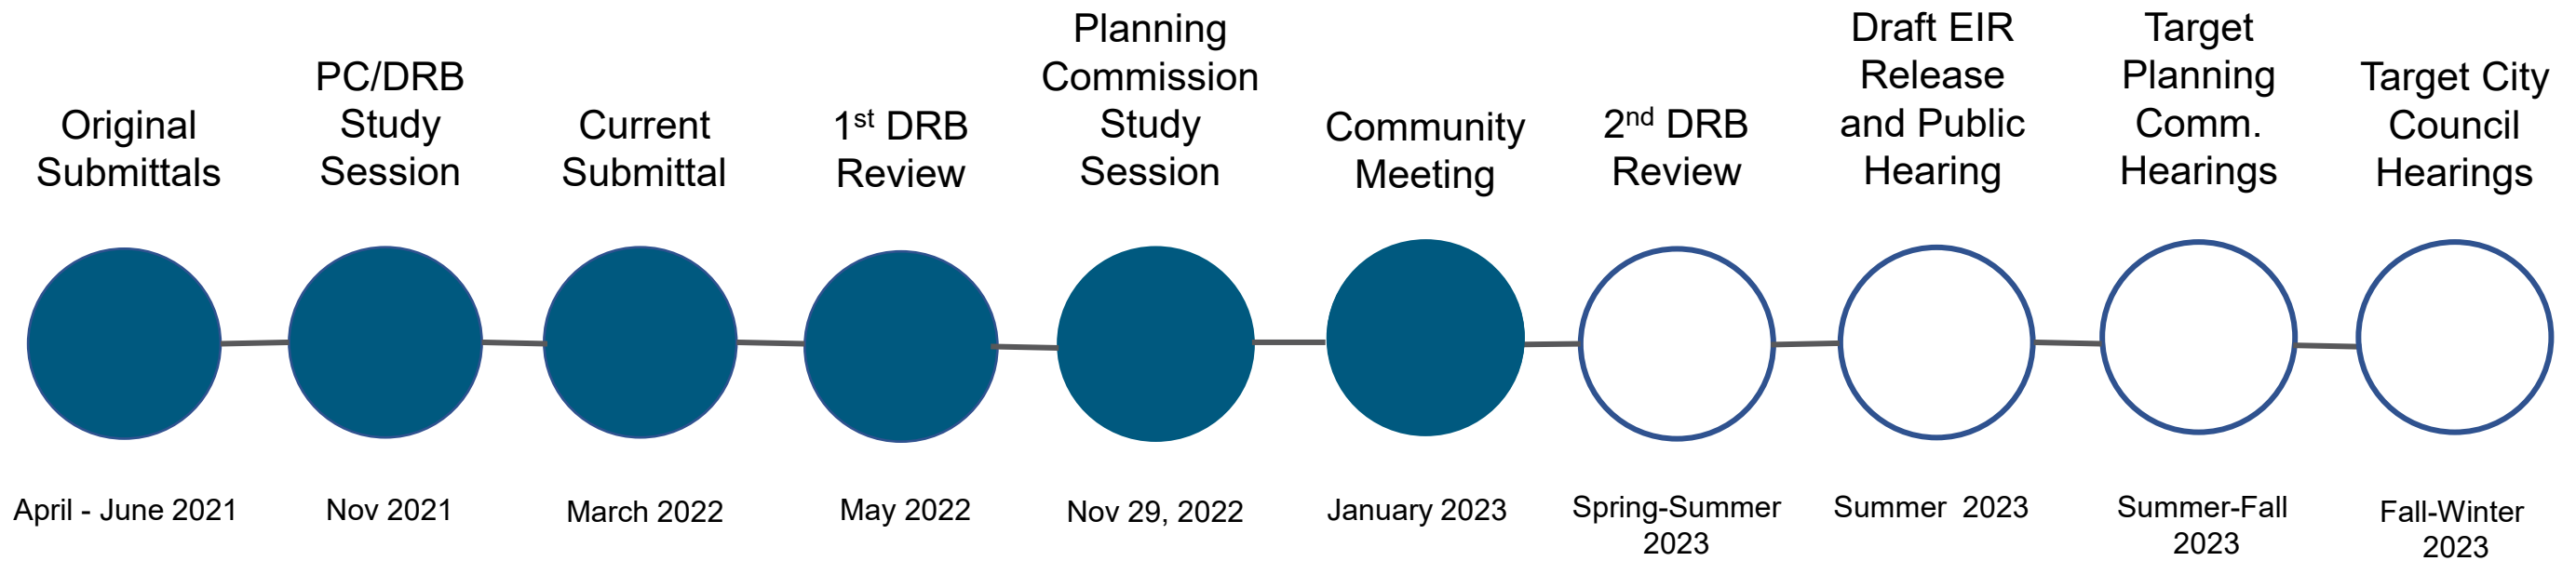 Original
Submittals
PC/DRB
Study
Session
Current
Submittal
1st DRB
Review
Planning
Commission
Study
Session
Community
Meeting
2nd DRB
Review
Draft EIR
Release
and Public
Hearing
Target
Planning
Comm.
Hearings
Target City
Council
Hearings
April - June 2021
Nov 2021
March 2022
May 2022
Nov 29, 2022
January 2023
Spring-Summer
2023
Summer 2023
Summer-Fall
2023
Fall-Winter
2023